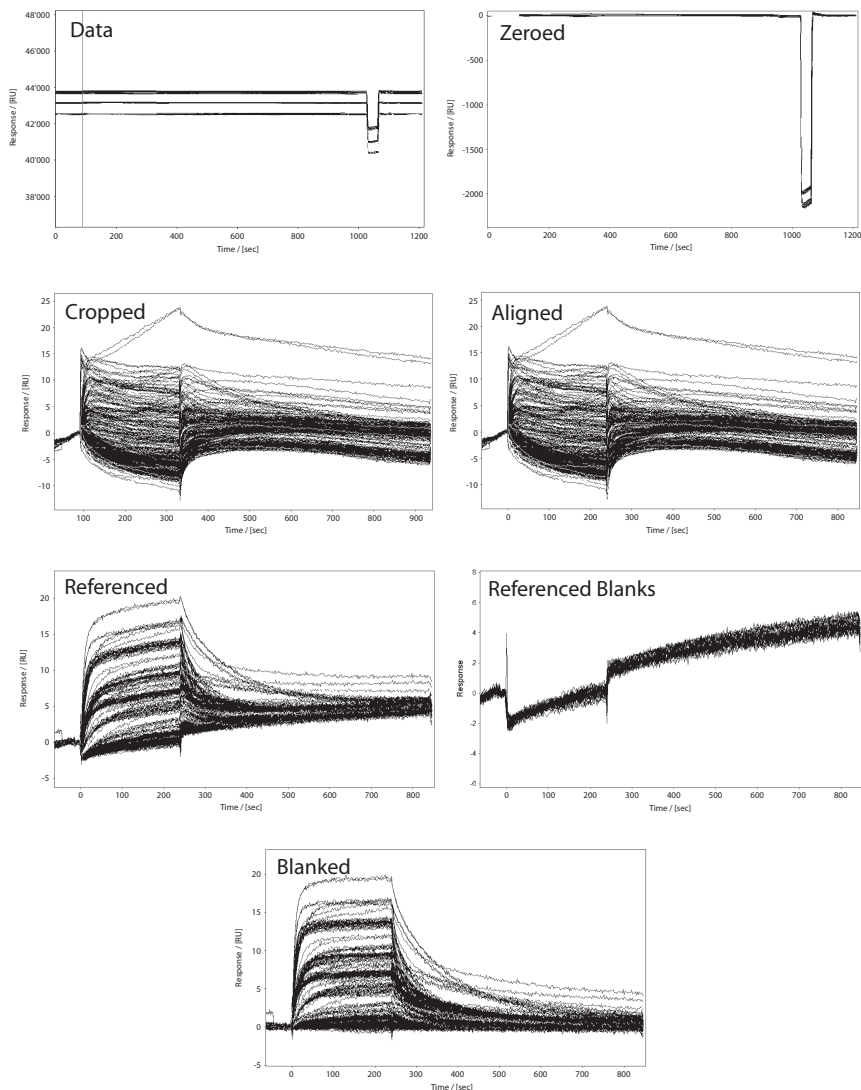 Data
48'000
46'000
44'000
42'000
40'000
38'000
Response / [RU]
0 200 400 600 800 1000 1200
Time / [sec]
Zeroed
0
-500
-1000
-1500
-2000
Response / [RU]
0 200 400 600 800 1000 1200
Time / [sec]
Cropped
25
20
15
10
5
0
-5
-10
Response / [RU]
100 200 300 400 500 600 700 800 900
Time / [sec]
Aligned
25
20
15
10
5
0
-5
-10
Response / [RU]
0 100 200 300 400 500 600 700 800
Time / [sec]
Referenced
20
15
10
5
0
-5
Response / [RU]
0 100 200 300 400 500 600 700 800
Time / [sec]
Referenced Blanks
8
6
4
2
0
-2
-4
-6
Response
0 100 200 300 400 500 600 700 800
Time / [sec]
Blanked
20
15
10
5
0
-5
Response / [RU]
0 100 200 300 400 500 600 700 800
Time / [sec]